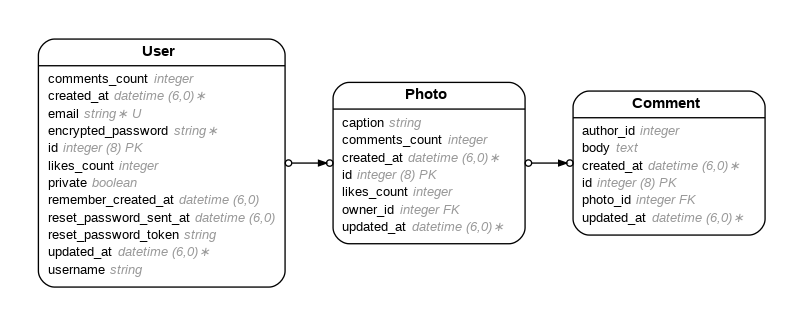 User
comments_count integer
created_at datetime (6,0)∗
email string∗ U
encrypted_password string∗
id integer (8) PK
likes_count integer
private boolean
remember_created_at datetime (6,0)
reset_password_sent_at datetime (6,0)
reset_password_token string
updated_at datetime (6,0)∗
username string
Photo
caption string
comments_count integer
created_at datetime (6,0)∗
id integer (8) PK
likes_count integer
owner_id integer FK
updated_at datetime (6,0)∗
Comment
author_id integer
body text
created_at datetime (6,0)∗
id integer (8) PK
photo_id integer FK
updated_at datetime (6,0)∗